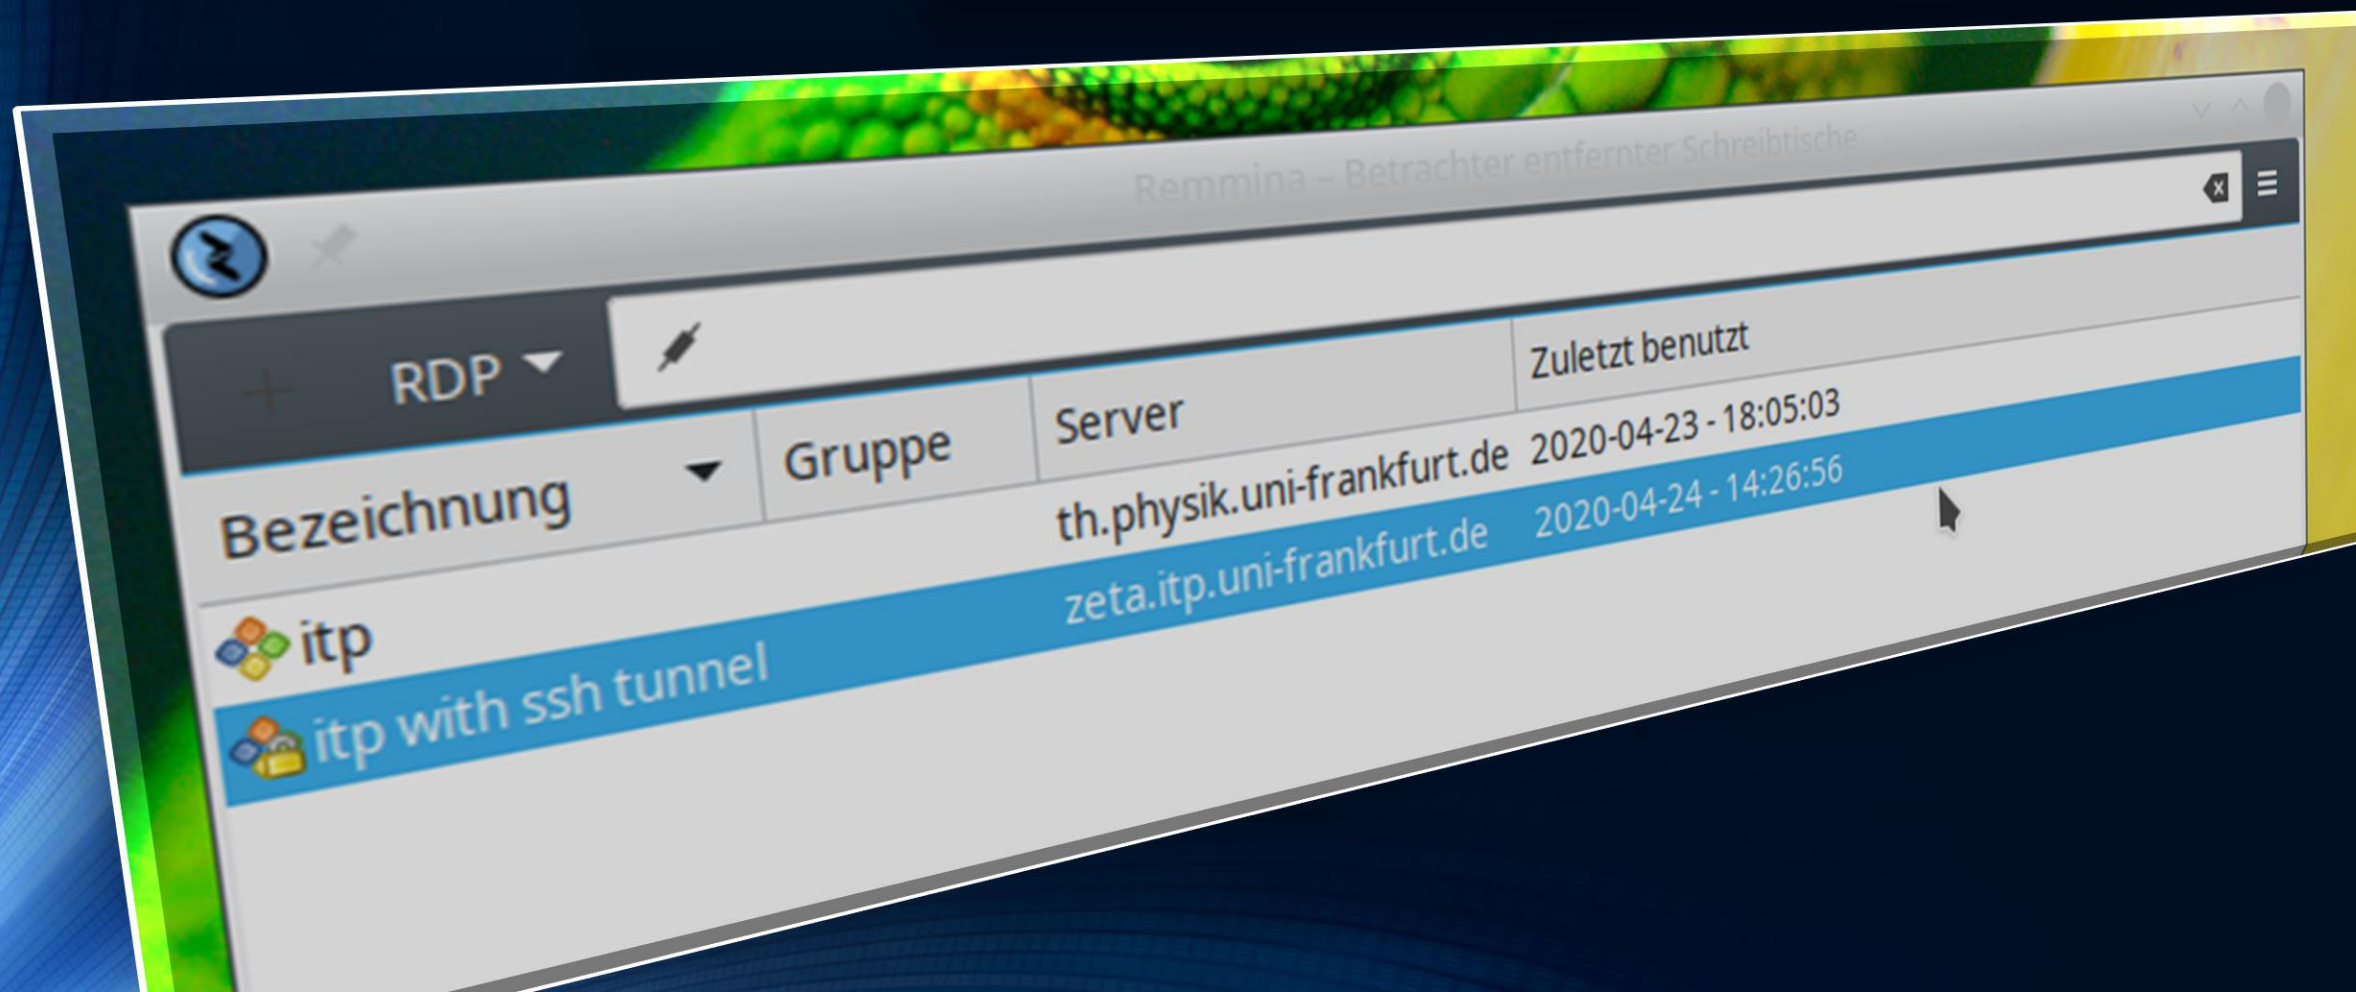 Remmina – Betrachter entfernter Schreibtische
RDP
Bezeichnung Gruppe Server Zuletzt benutzt
itp th.physik.uni-frankfurt.de 2020-04-23 - 18:05:03
itp with ssh tunnel zeta.itp.uni-frankfurt.de 2020-04-24 - 14:26:56